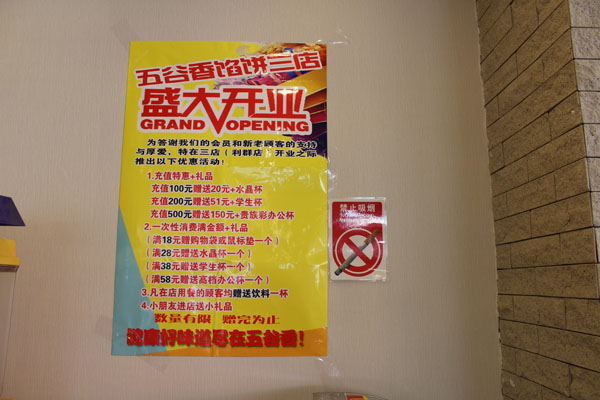 五谷香馅饼三店
盛大开业
GRAND OPENING
为答谢我们的会员和新老顾客的支持
与厚爱，特在三店（利群店）开业之际
推出以下优惠活动！
1.充值特惠+礼品
充值100元赠送20元+水晶杯
充值200元赠送51元+学生杯
充值500元赠送150元+贵族彩办公杯
2.一次性消费满金额+礼品
（满18元赠购物袋或鼠标垫一个）
（满28元赠送水晶杯一个）
（满38元赠送学生杯一个）
（满58元赠送高档办公杯一个）
3.凡在店用餐的顾客均赠送饮料一杯
4.小朋友进店送小礼品
数量有限 赠完为止
健康好味道尽在五谷香！
禁止吸烟